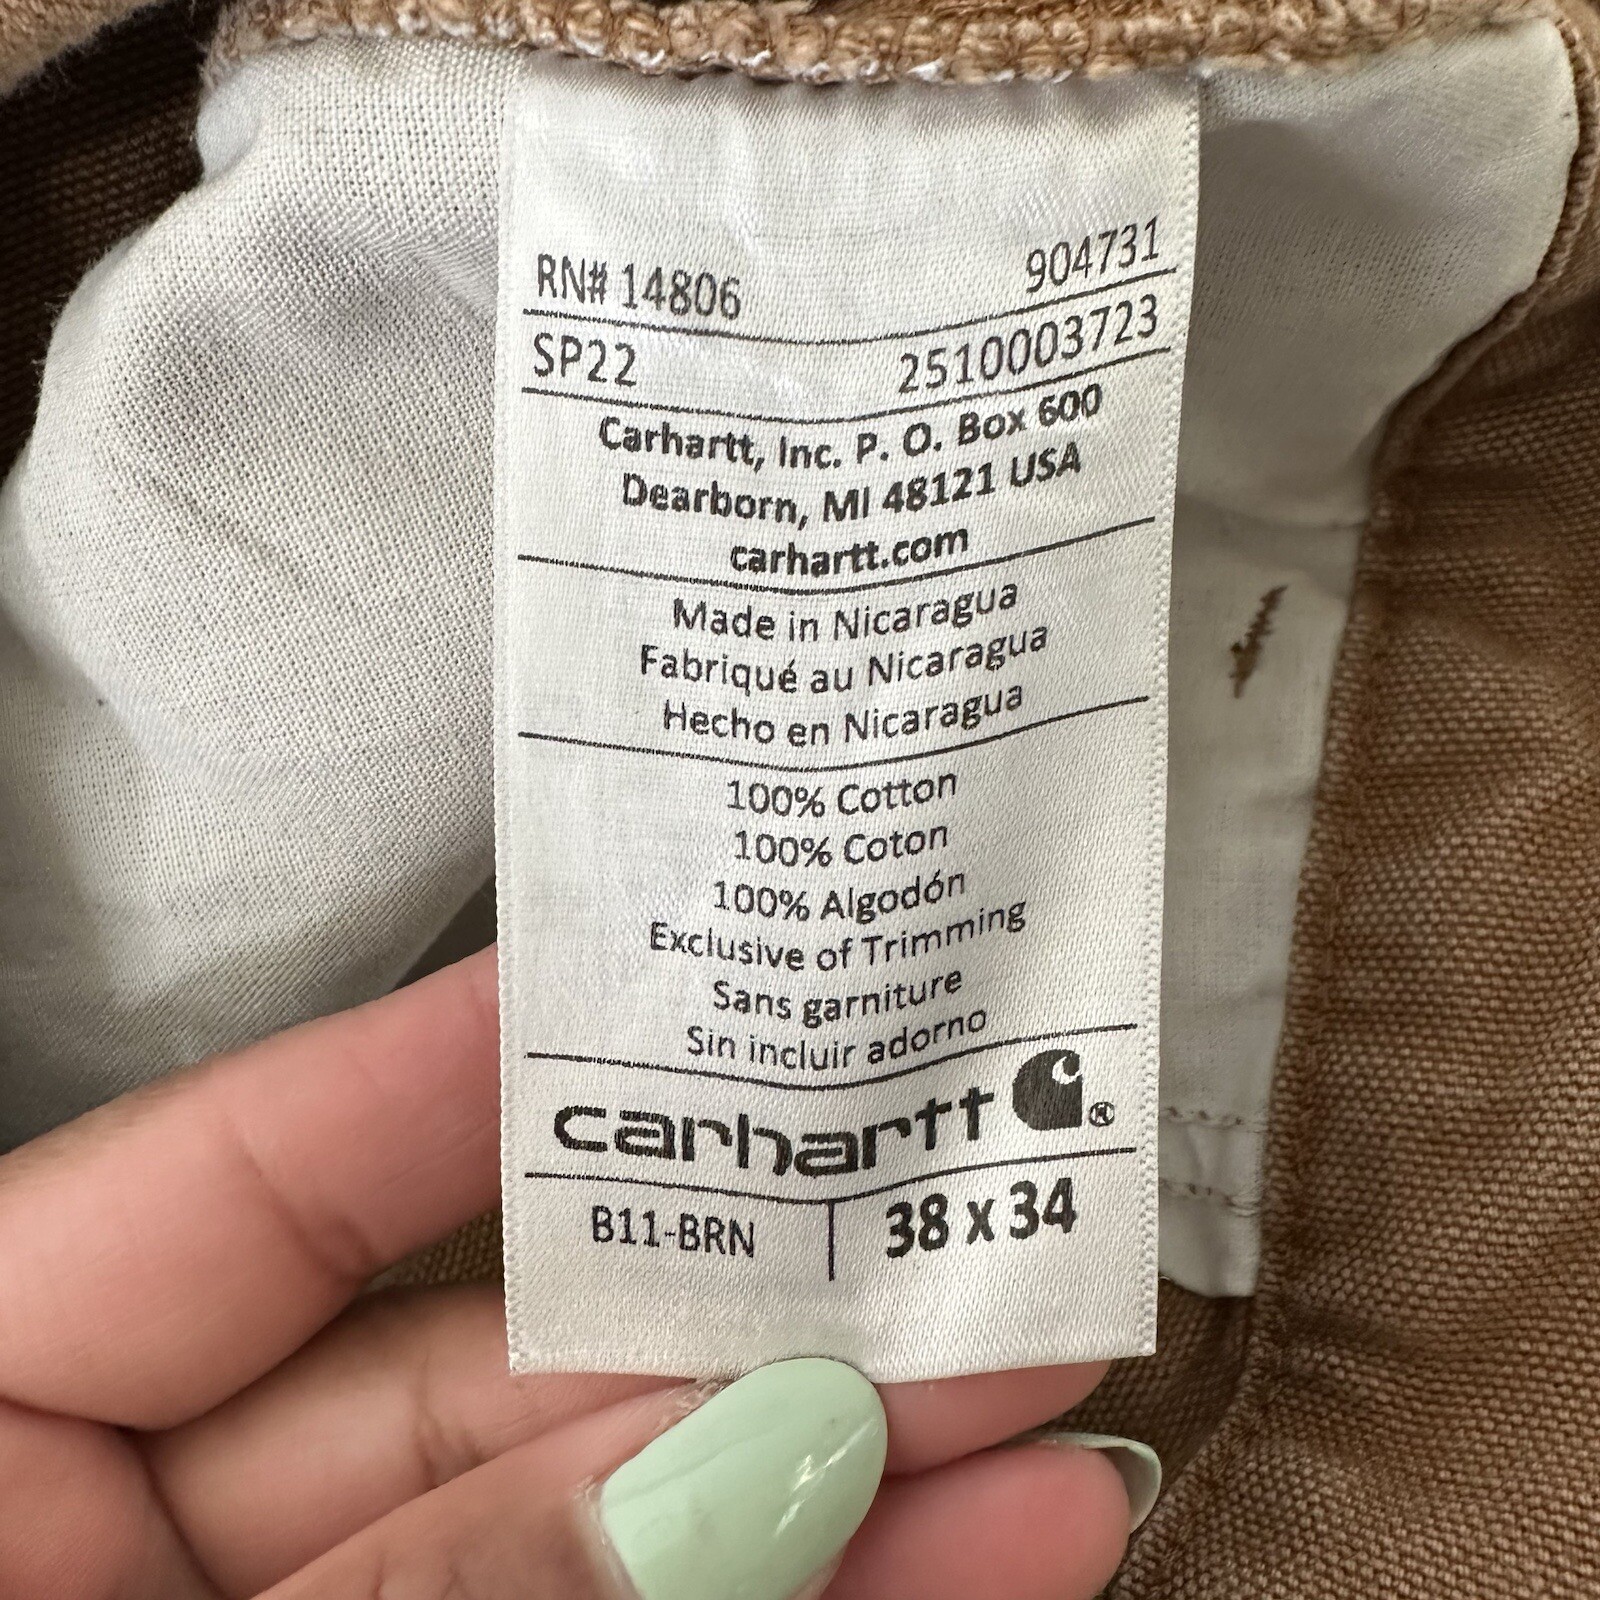 RN# 14806 904731
SP22 2510003723
Carhartt, Inc. P. O. Box 600
Dearborn, MI 48121 USA
carhartt.com
Made in Nicaragua
Fabriqué au Nicaragua
Hecho en Nicaragua
100% Cotton
100% Coton
100% Algodón
Exclusive of Trimming
Sans garniture
Sin incluir adorno
carhartt ®
B11-BRN 38 x 34